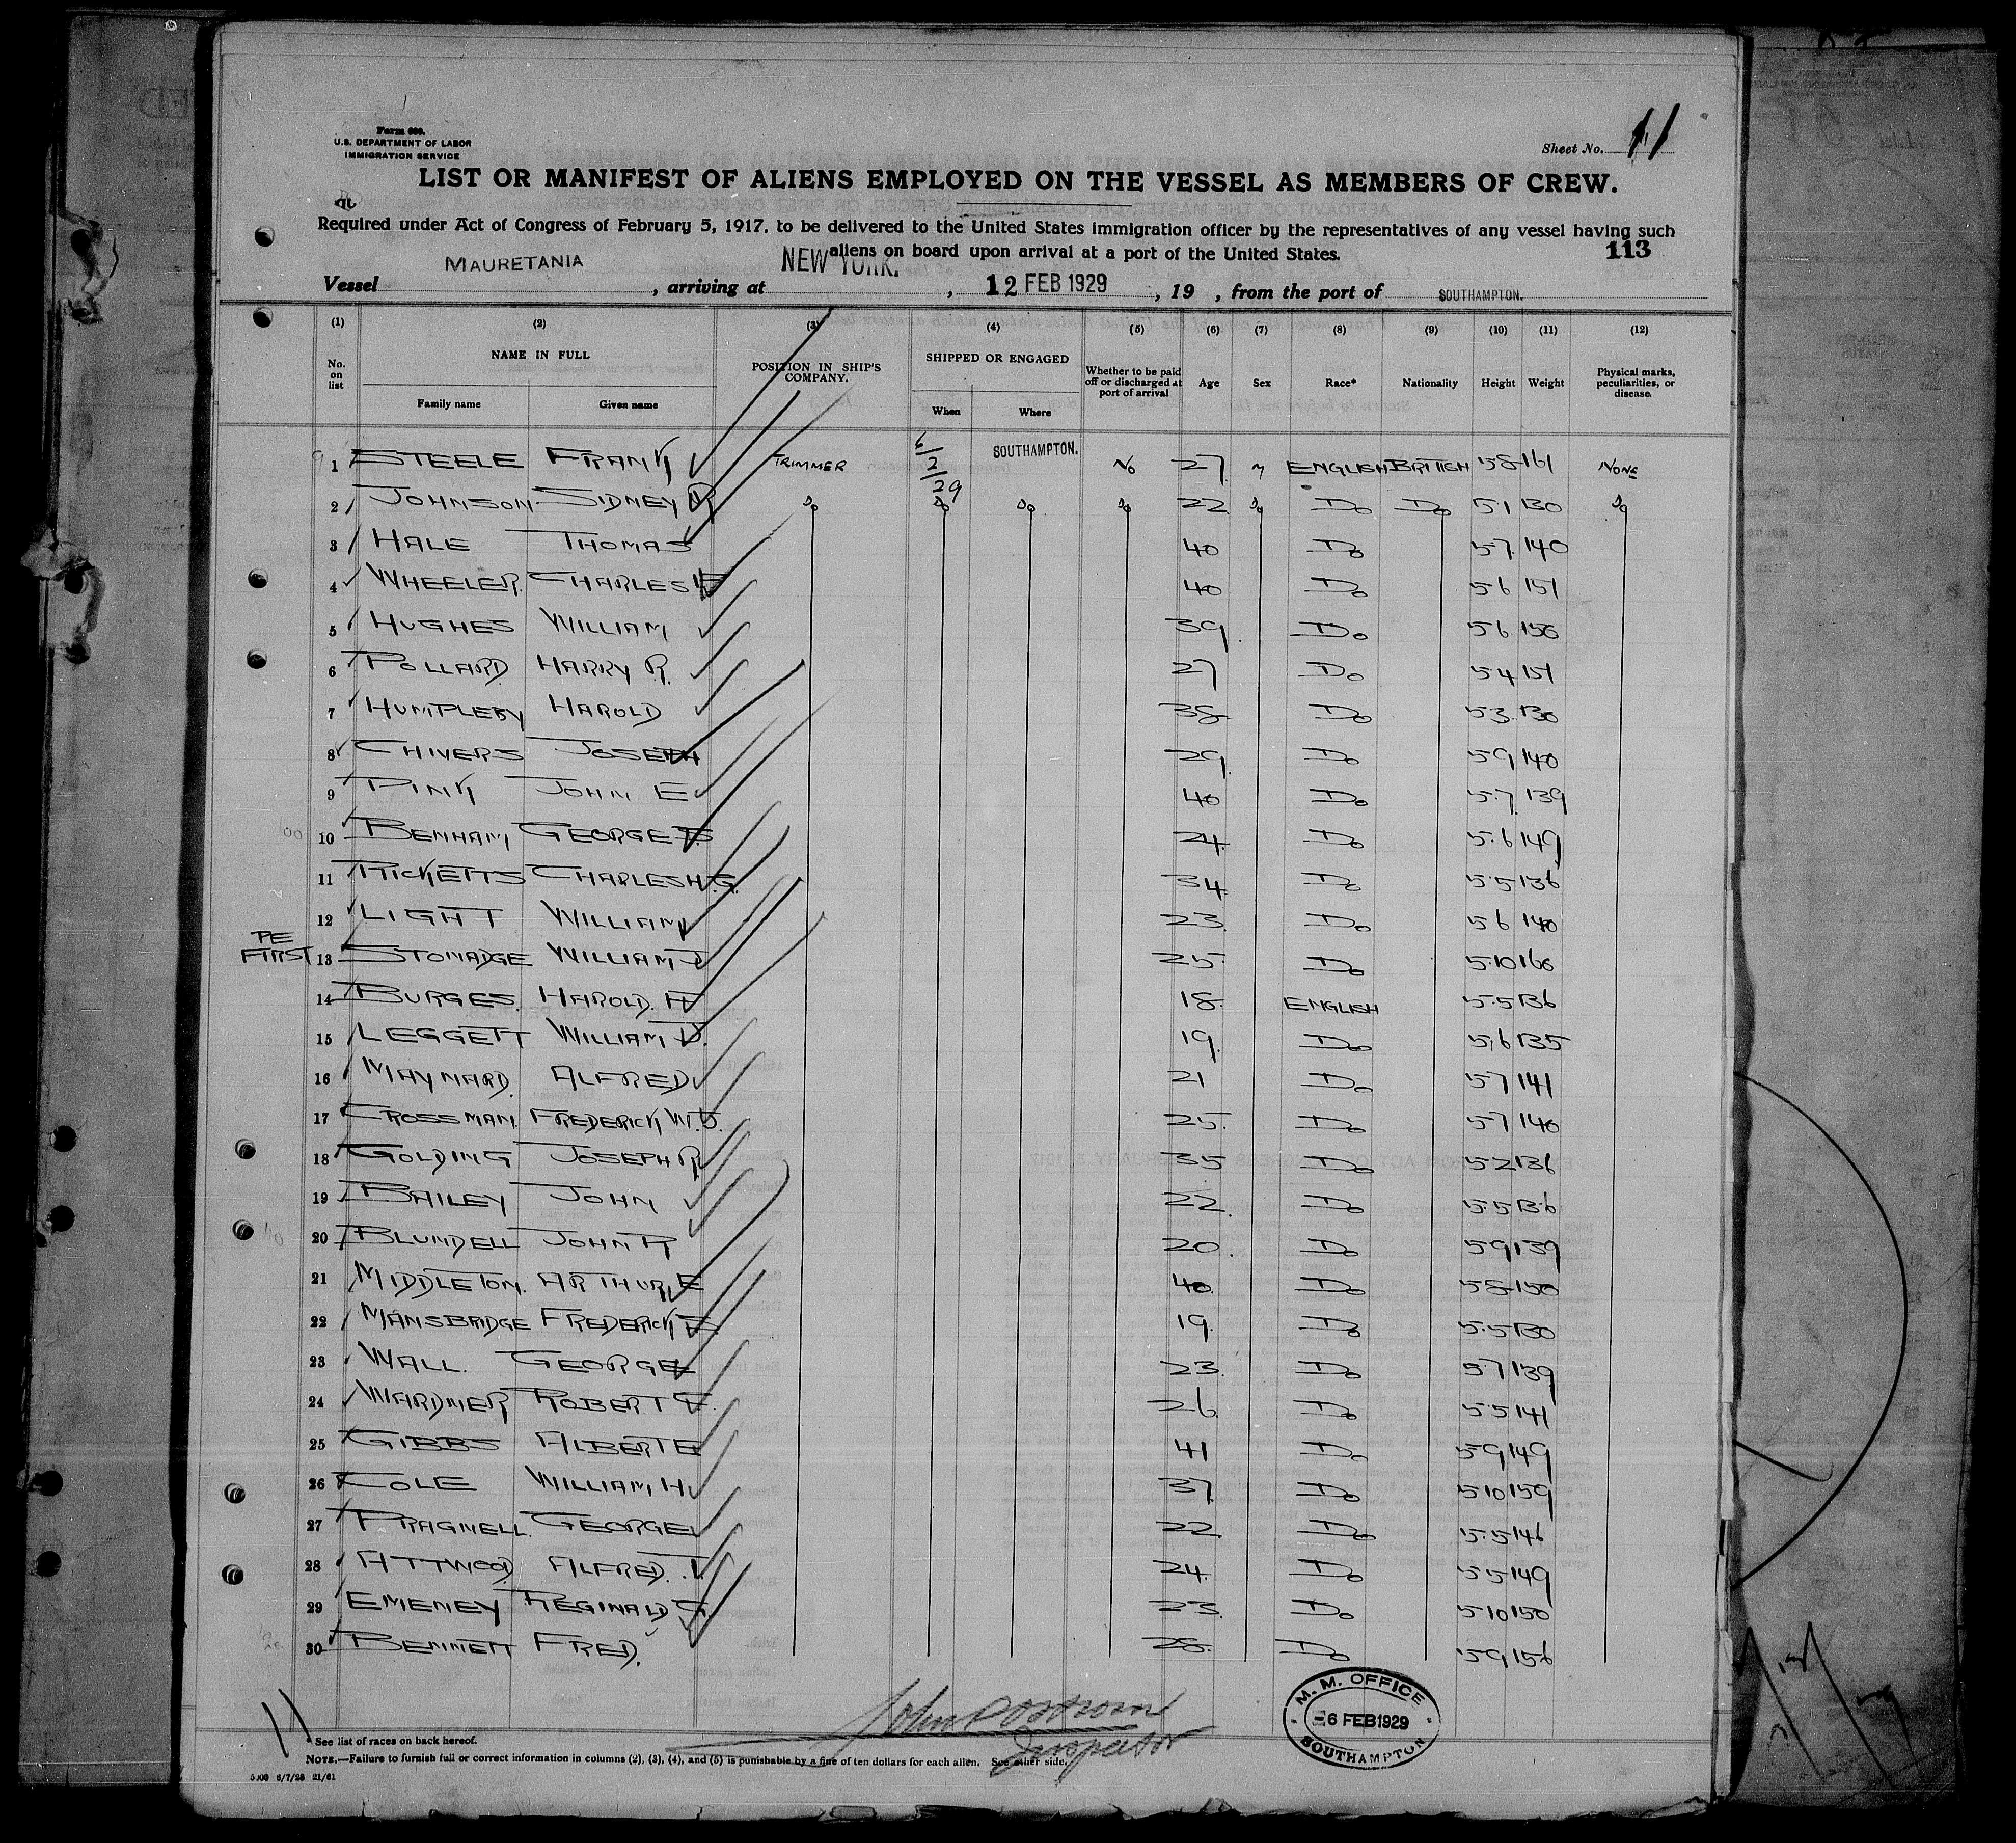 Form 680.
U.S. DEPARTMENT OF LABOR
IMMIGRATION SERVICE
Sheet No. 11
LIST OR MANIFEST OF ALIENS EMPLOYED ON THE VESSEL AS MEMBERS OF CREW.
Required under Act of Congress of February 5, 1917, to be delivered to the United States immigration officer by the representatives of any vessel having such
aliens on board upon arrival at a port of the United States.
113
Vessel MAURETANIA, arriving at NEW YORK., 12 FEB 1929, 19 , from the port of SOUTHAMPTON.
(1) (2) (3) (4) (5) (6) (7) (8) (9) (10) (11) (12)
No. on list NAME IN FULL Family name Given name POSITION IN SHIP'S COMPANY. SHIPPED OR ENGAGED When Where Whether to be paid off or discharged at port of arrival Age Sex Race* Nationality Height Weight Physical marks, peculiarities, or disease.
1 STEELE FRANK TRIMMER 6/2/29 SOUTHAMPTON. No 27 M ENGLISH BRITISH 5 8 161 NONE
2 JOHNSON SIDNEY R Do Do Do Do 22 Do Do Do 5 1 130 Do
3 HALE THOMAS 40 Do 5 7 140
4 WHEELER CHARLES 40 Do 5 6 151
5 HUGHES WILLIAM 39 Do 5 6 150
6 POLLARD HARRY R. 27 Do 5 4 151
7 HUMPLEBY HAROLD 38 Do 5 3 130
8 CHIVERS JOSEPH 29 Do 5 9 140
9 PINK JOHN E 40 Do 5 7 139
10 BENHAM GEORGE 24 Do 5 6 149
11 RICKETTS CHARLES H.G. 34 Do 5 5 136
12 LIGHT WILLIAM 23 Do 5 6 140
PE
FIRST 13 STONADGE WILLIAM J 25 Do 5 10 160
14 BURGES HAROLD. H 18 ENGLISH 5 5 136
15 LEGGETT WILLIAM D. 19 Do 5 6 135
16 MAYNARD ALFRED 21 Do 5 7 141
17 CROSSMAN FREDERICK W.J. 25 Do 5 7 140
18 GOLDING JOSEPH R 35 Do 5 2 136
19 BAILEY JOHN 22 Do 5 5 136
20 BLUNDELL JOHN R 20 Do 5 9 139
21 MIDDLETON. ARTHUR E 40 Do 5 8 150
22 MANSBRIDGE FREDERICK 19 Do 5 5 130
23 WALL. GEORGE 23 Do 5 7 139
24 WARDNER ROBERT F. 26 Do 5 5 141
25 GIBBS ALBERT E 41 Do 5 9 149
26 COLE WILLIAM H. 37 Do 5 10 159
27 PRAGNELL. GEORGE 22 Do 5 5 146
28 ATTWOOD ALFRED. J. 24 Do 5 5 149
29 EMENEY REGINALD G. 23 Do 5 10 150
30 BENNETT FRED. 28 Do 5 9 156
Inspector
M. M. OFFICE
-6 FEB 1929
SOUTHAMPTON
11
* See list of races on back hereof.
NOTE.—Failure to furnish full or correct information in columns (2), (3), (4), and (5) is punishable by a fine of ten dollars for each alien. See other side.
5,000 6/7/28 21/61